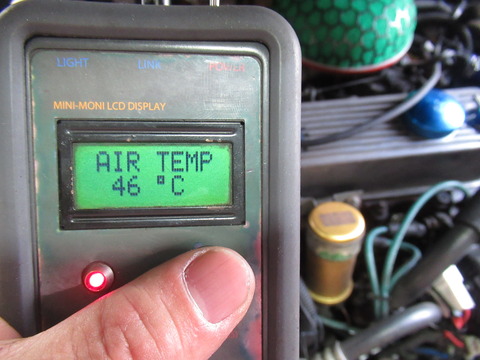 LIGHT LINK
MINI-MONI LCD DISPLAY
AIR TEMP
46 °C